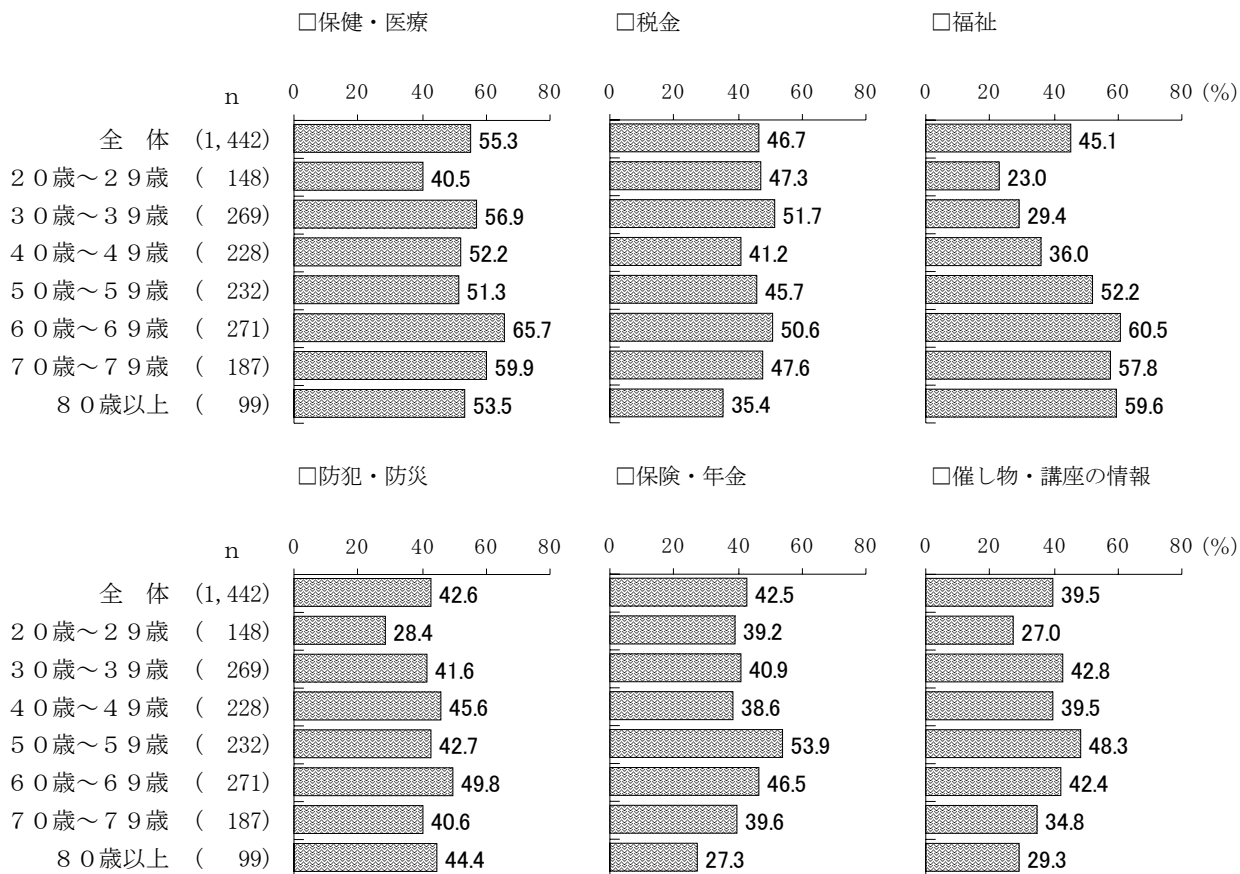 □保健・医療 □税金 □福祉
n 0 20 40 60 80 0 20 40 60 80 0 20 40 60 80 (%)
全 体 (1,442) 55.3 46.7 45.1
２０歳～２９歳 ( 148) 40.5 47.3 23.0
３０歳～３９歳 ( 269) 56.9 51.7 29.4
４０歳～４９歳 ( 228) 52.2 41.2 36.0
５０歳～５９歳 ( 232) 51.3 45.7 52.2
６０歳～６９歳 ( 271) 65.7 50.6 60.5
７０歳～７９歳 ( 187) 59.9 47.6 57.8
８０歳以上 ( 99) 53.5 35.4 59.6
□防犯・防災 □保険・年金 □催し物・講座の情報
n 0 20 40 60 80 0 20 40 60 80 0 20 40 60 80 (%)
全 体 (1,442) 42.6 42.5 39.5
２０歳～２９歳 ( 148) 28.4 39.2 27.0
３０歳～３９歳 ( 269) 41.6 40.9 42.8
４０歳～４９歳 ( 228) 45.6 38.6 39.5
５０歳～５９歳 ( 232) 42.7 53.9 48.3
６０歳～６９歳 ( 271) 49.8 46.5 42.4
７０歳～７９歳 ( 187) 40.6 39.6 34.8
８０歳以上 ( 99) 44.4 27.3 29.3